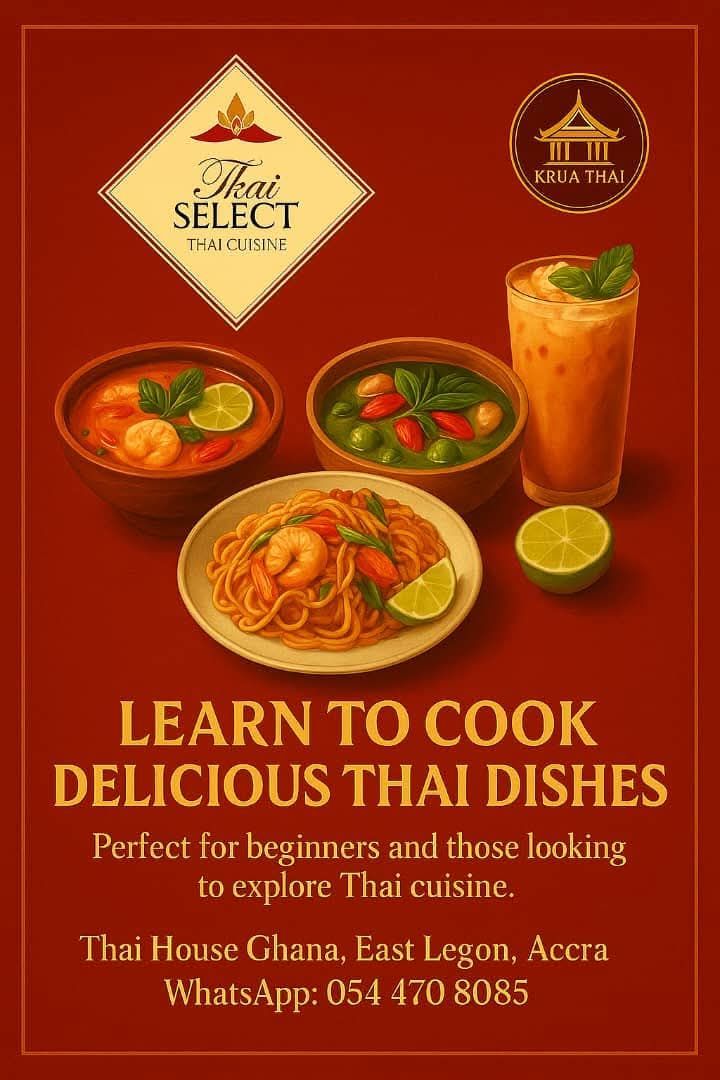 Thai
SELECT
THAI CUISINE
KRUA THAI
LEARN TO COOK
DELICIOUS THAI DISHES
Perfect for beginners and those looking
to explore Thai cuisine.
Thai House Ghana, East Legon, Accra
WhatsApp: 054 470 8085